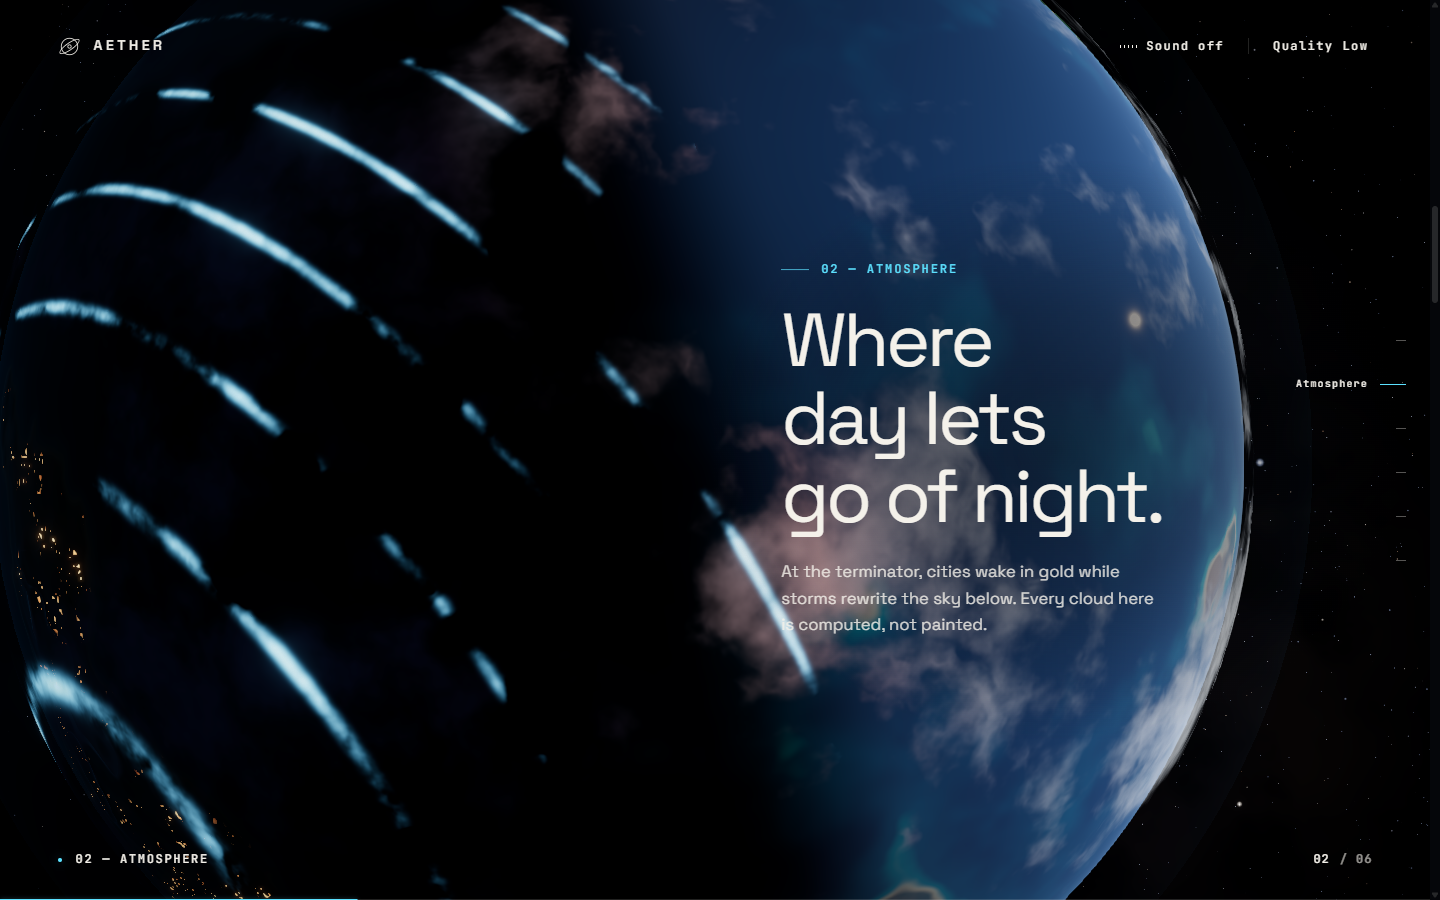 AETHER
Sound off
Quality Low
02 — ATMOSPHERE
Where
day lets
go of night.
Atmosphere
At the terminator, cities wake in gold while
storms rewrite the sky below. Every cloud here
is computed, not painted.
02 — ATMOSPHERE
02 / 06